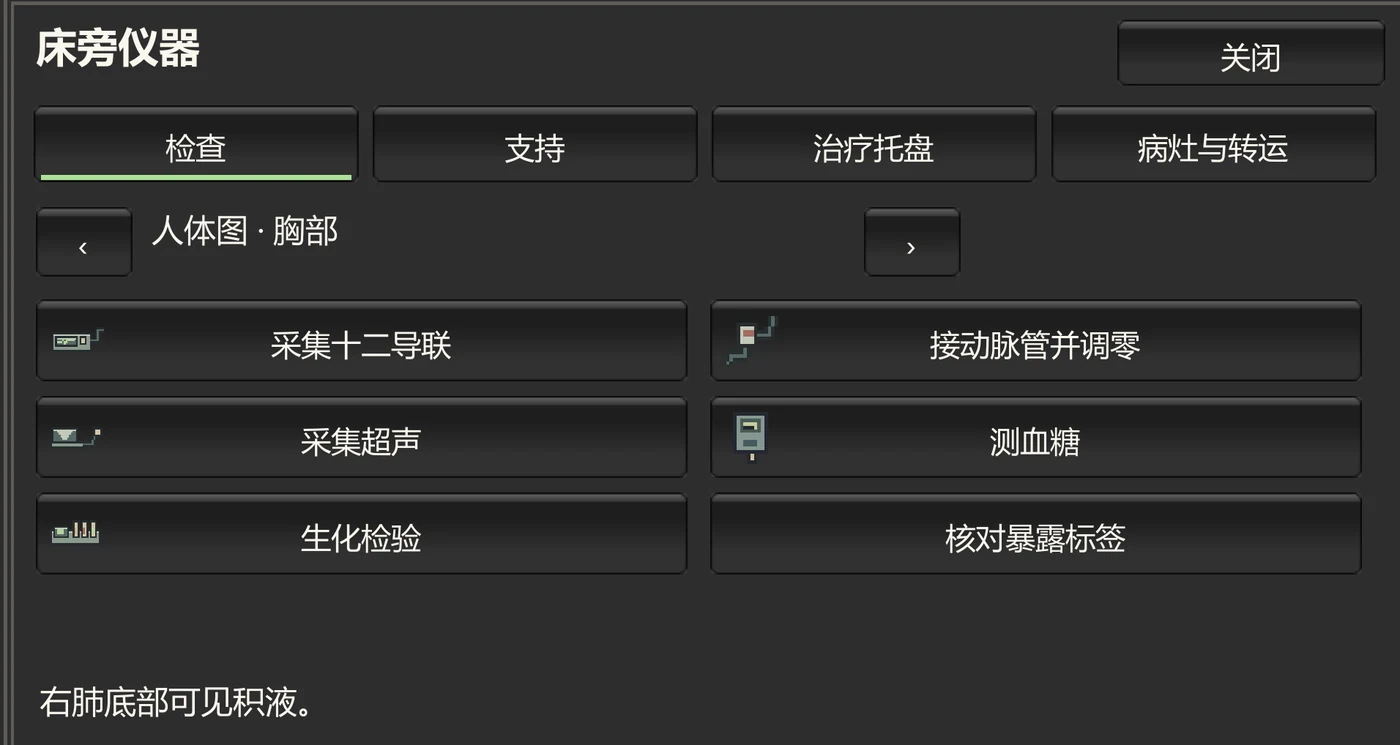 床旁仪器
关闭
检查
支持
治疗托盘
病灶与转运
‹
人体图 · 胸部
›
采集十二导联
接动脉管并调零
采集超声
测血糖
生化检验
核对暴露标签
右肺底部可见积液。